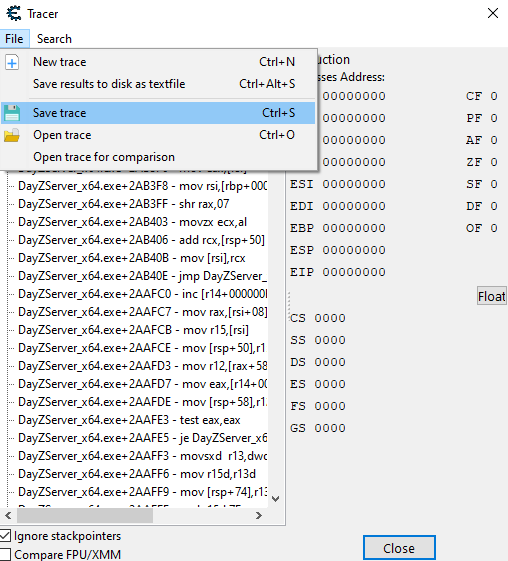 Tracer
File Search
New trace Ctrl+N
Save results to disk as textfile Ctrl+Alt+S
Save trace Ctrl+S
Open trace Ctrl+O
Open trace for comparison
DayZServer_x64.exe+2AB3F8 - mov rsi,[rbp+000
DayZServer_x64.exe+2AB3FF - shr rax,07
DayZServer_x64.exe+2AB403 - movzx ecx,al
DayZServer_x64.exe+2AB406 - add rcx,[rsp+50]
DayZServer_x64.exe+2AB40B - mov [rsi],rcx
DayZServer_x64.exe+2AB40E - jmp DayZServer_
DayZServer_x64.exe+2AAFC0 - inc [r14+000000
DayZServer_x64.exe+2AAFC7 - mov rax,[rsi+08]
DayZServer_x64.exe+2AAFCB - mov r15,[rsi]
DayZServer_x64.exe+2AAFCE - mov [rsp+50],r1
DayZServer_x64.exe+2AAFD3 - mov r12,[rax+58
DayZServer_x64.exe+2AAFD7 - mov eax,[r14+00
DayZServer_x64.exe+2AAFDE - mov [rsp+58],r
DayZServer_x64.exe+2AAFE3 - test eax,eax
DayZServer_x64.exe+2AAFE5 - je DayZServer_x6
DayZServer_x64.exe+2AAFEF - movsxd r13,dwo
DayZServer_x64.exe+2AAFF6 - mov r15d,r13d
DayZServer_x64.exe+2AAFF9 - mov [rsp+74],r13
Ignore stackpointers
Compare FPU/XMM
uction
sses Address:
00000000 CF 0
00000000 PF 0
00000000 AF 0
00000000 ZF 0
ESI 00000000 SF 0
EDI 00000000 DF 0
EBP 00000000 OF 0
ESP 00000000
EIP 00000000
Float
CS 0000
SS 0000
DS 0000
ES 0000
FS 0000
GS 0000
Close